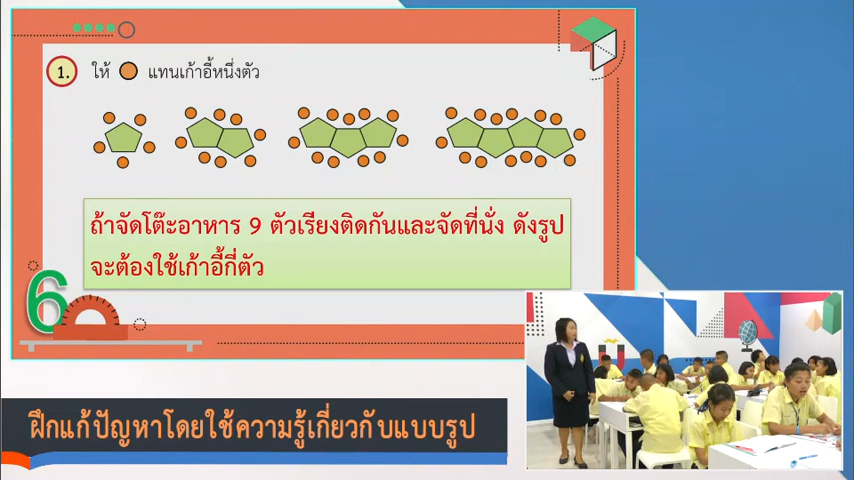 1. ให้ แทนเก้าอี้หนึ่งตัว
ถ้าจัดโต๊ะอาหาร 9 ตัวเรียงติดกันและจัดที่นั่ง ดังรูป
จะต้องใช้เก้าอี้กี่ตัว
6
ฝึกแก้ปัญหาโดยใช้ความรู้เกี่ยวกับแบบรูป